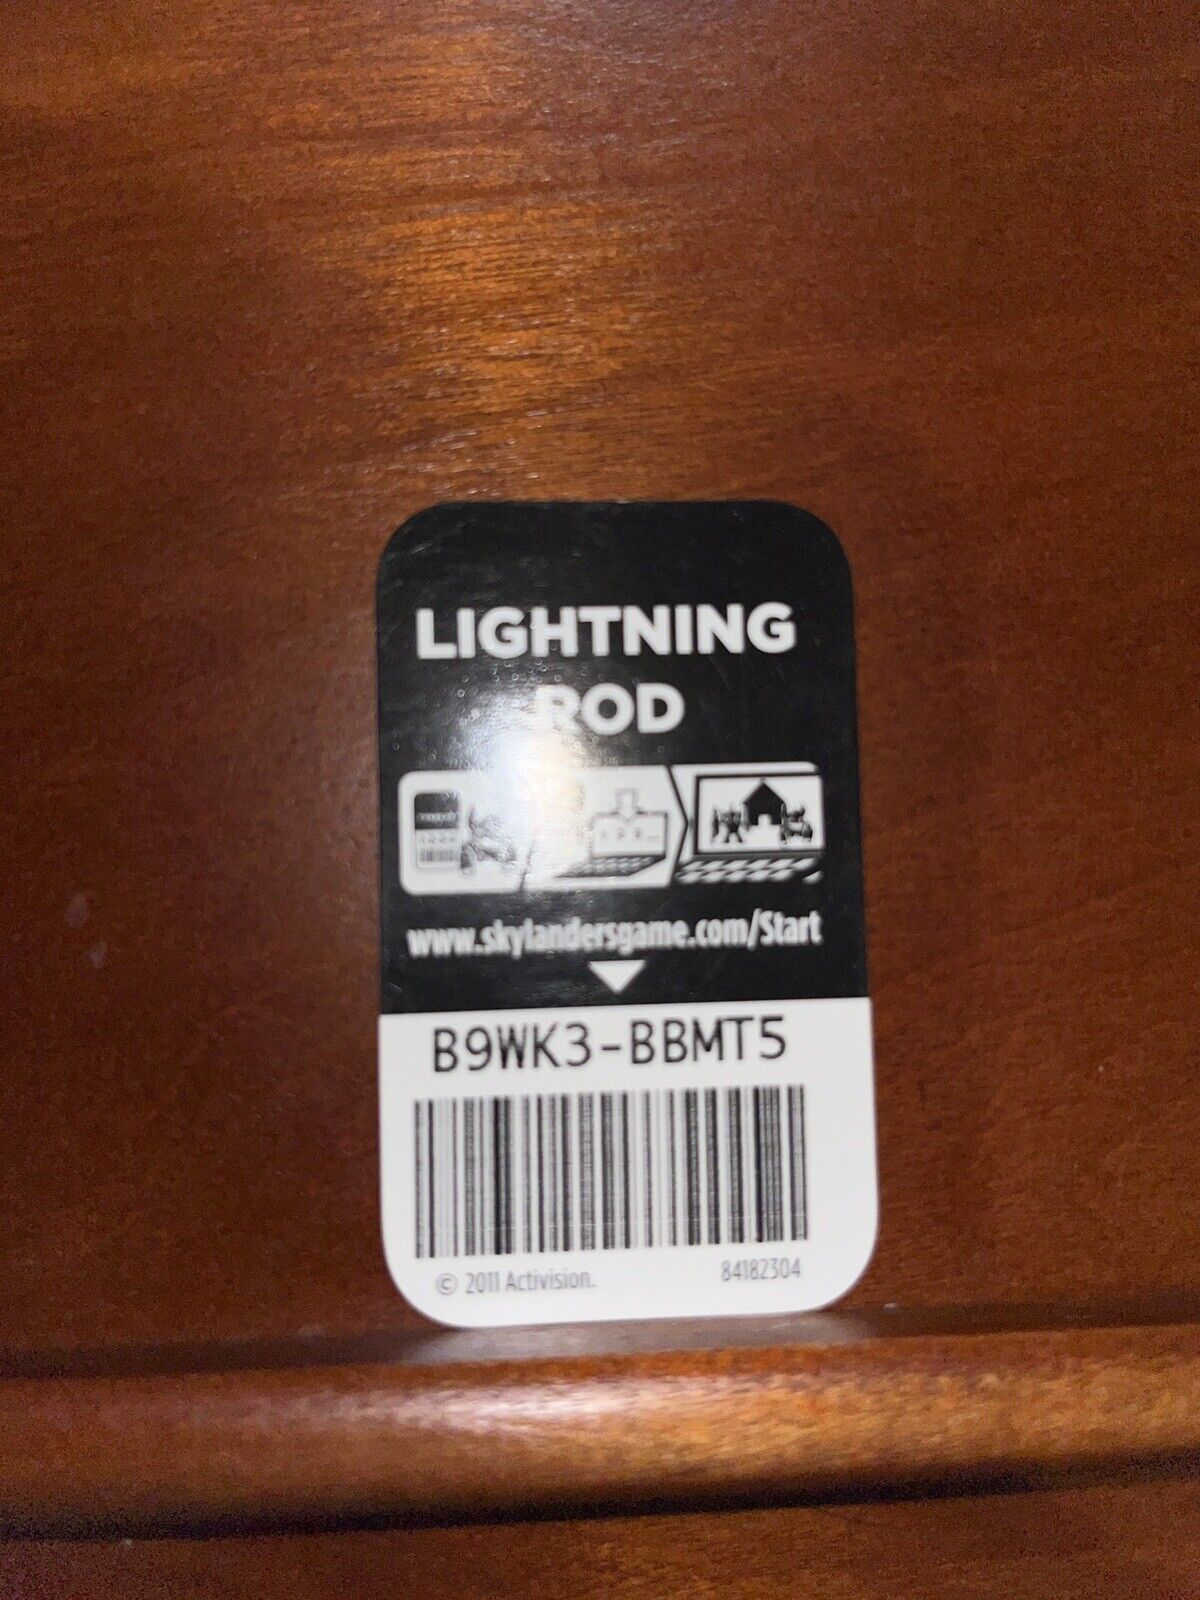 LIGHTNING
ROD
www.skylandersgame.com/Start
B9WK3-BBMT5
© 2011 Activision.
84182304